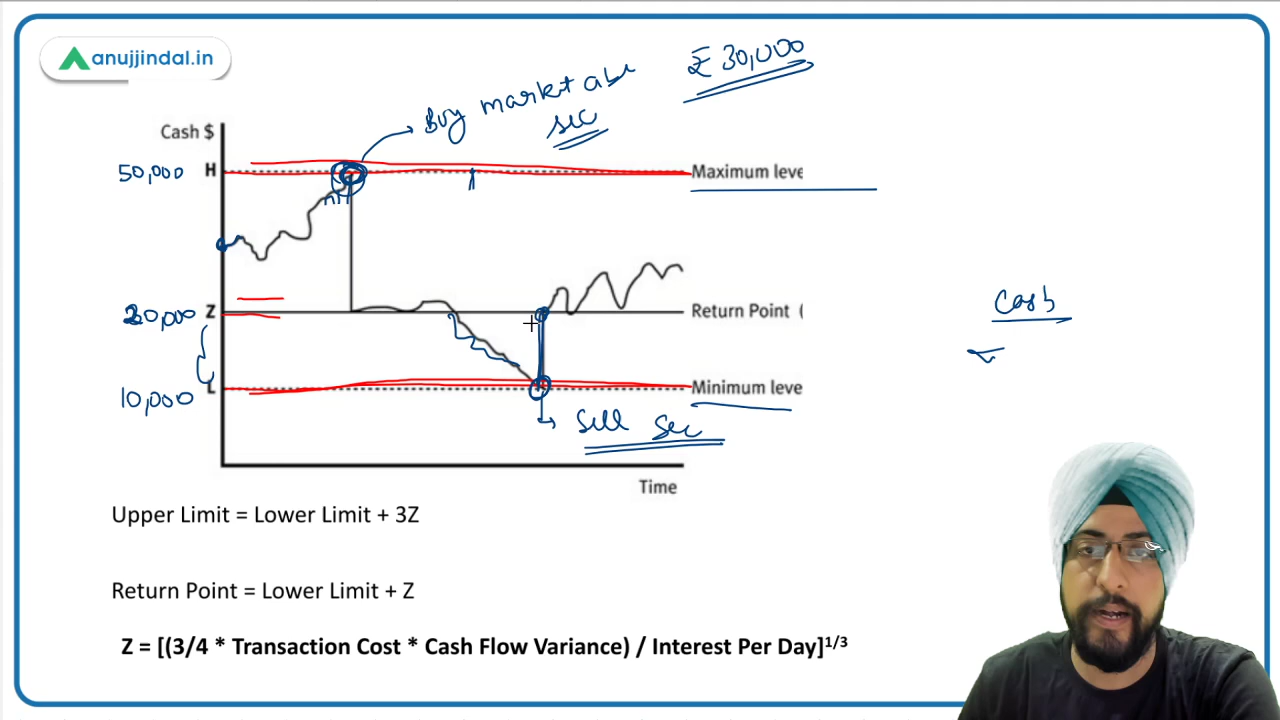 anujjindal.in
₹ 30,000
Buy market able
sec
Cash $
50,000 H
Maximum leve
20,000 Z
Return Point (
Cash
10,000 L
Minimum leve
Sell sec
Time
Upper Limit = Lower Limit + 3Z
Return Point = Lower Limit + Z
Z = [(3/4 * Transaction Cost * Cash Flow Variance) / Interest Per Day]^1/3